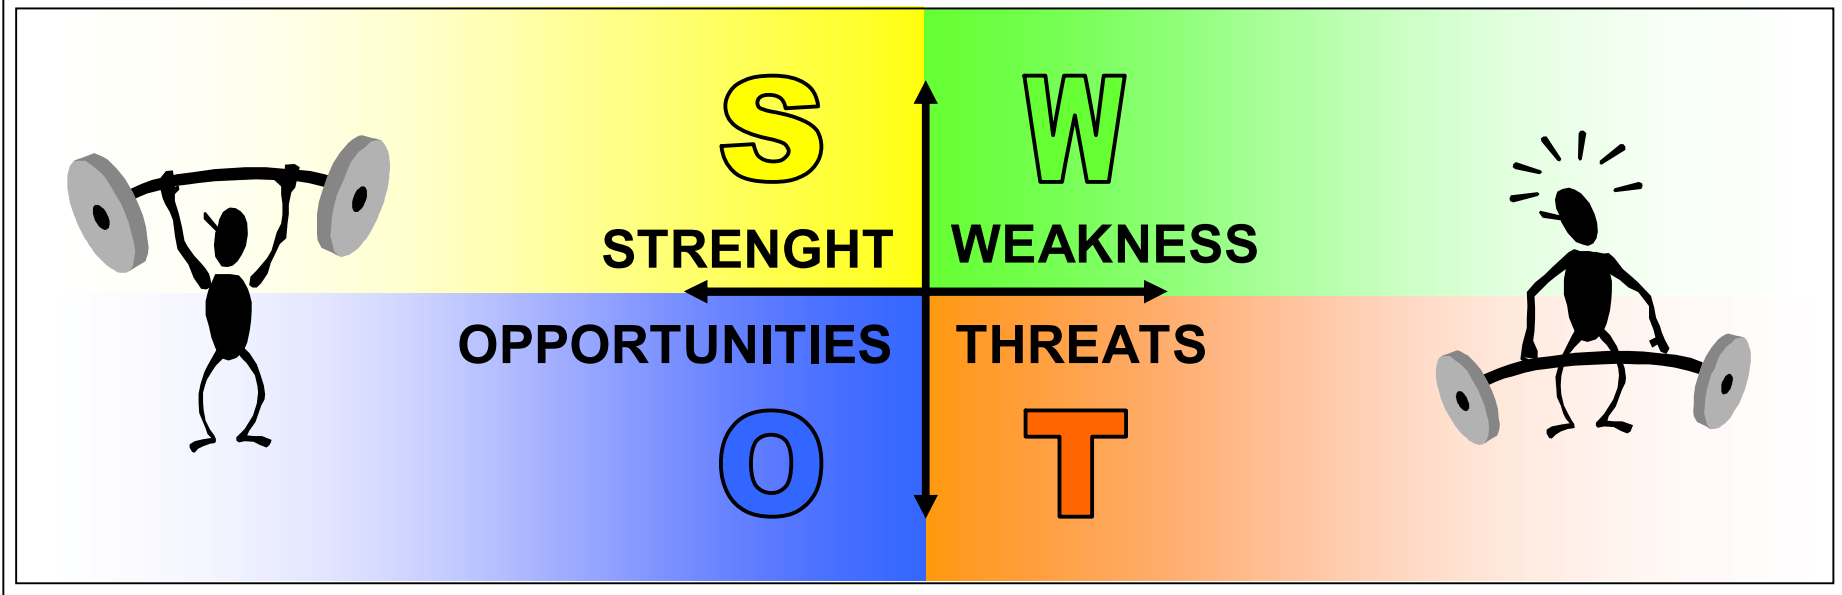 S W
STRENGHT WEAKNESS
OPPORTUNITIES THREATS
O T